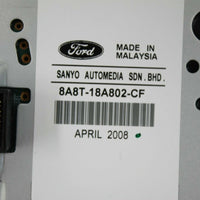 Ford
MADE IN
MALAYSIA
SANYO AUTOMEDIA SDN. BHD.
8A8T-18A802-CF
APRIL 2008